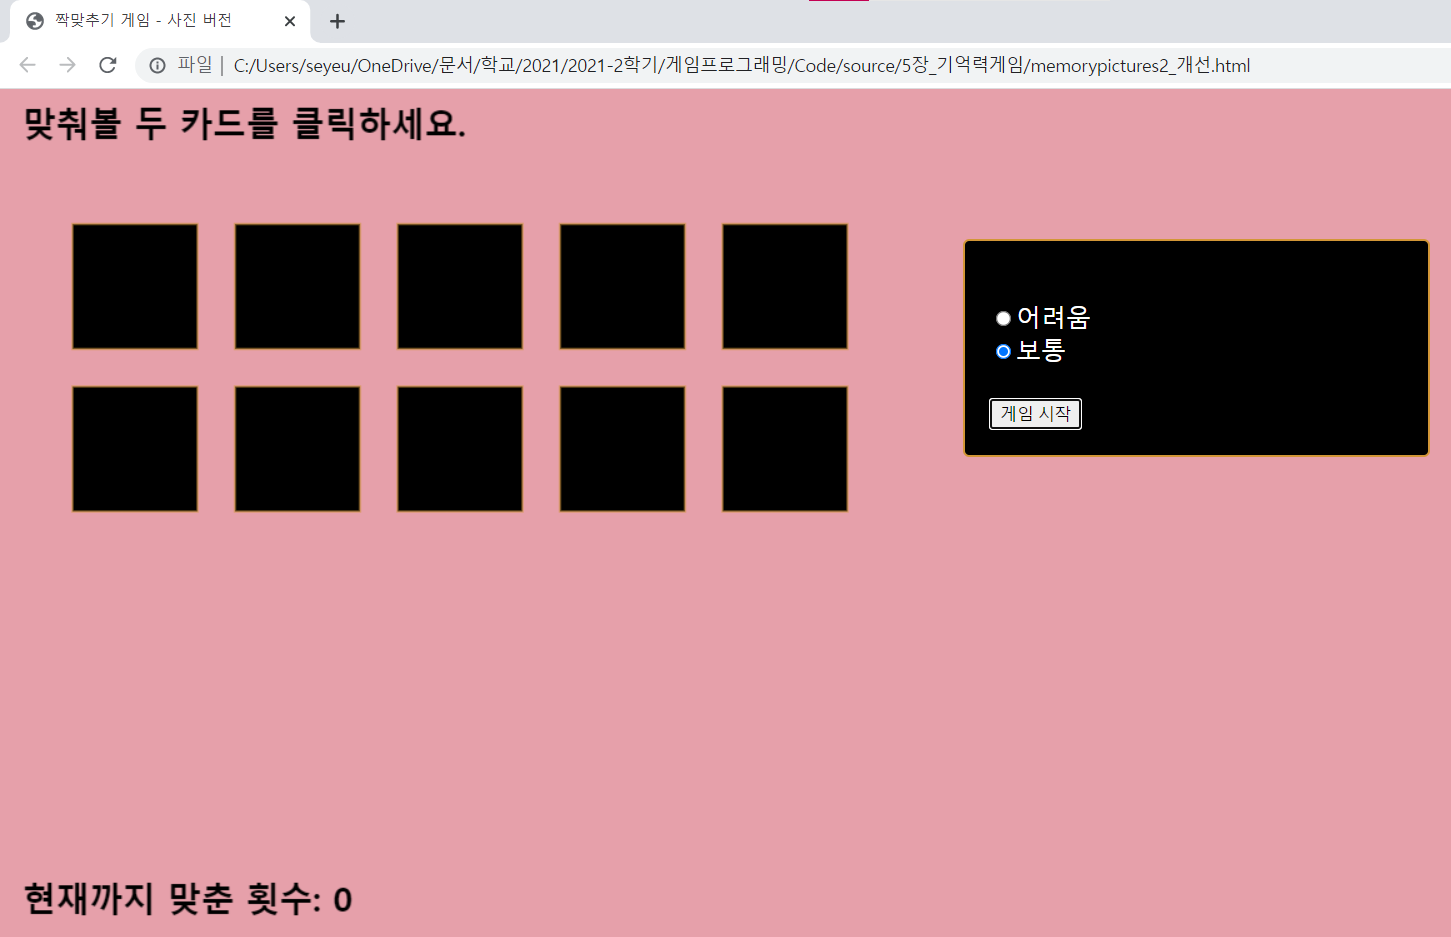 짝맞추기 게임 - 사진 버전
파일 | C:/Users/seyeu/OneDrive/문서/학교/2021/2021-2학기/게임프로그래밍/Code/source/5장_기억력게임/memorypictures2_개선.html
맞춰볼 두 카드를 클릭하세요.
어려움
보통
게임 시작
현재까지 맞춘 횟수: 0